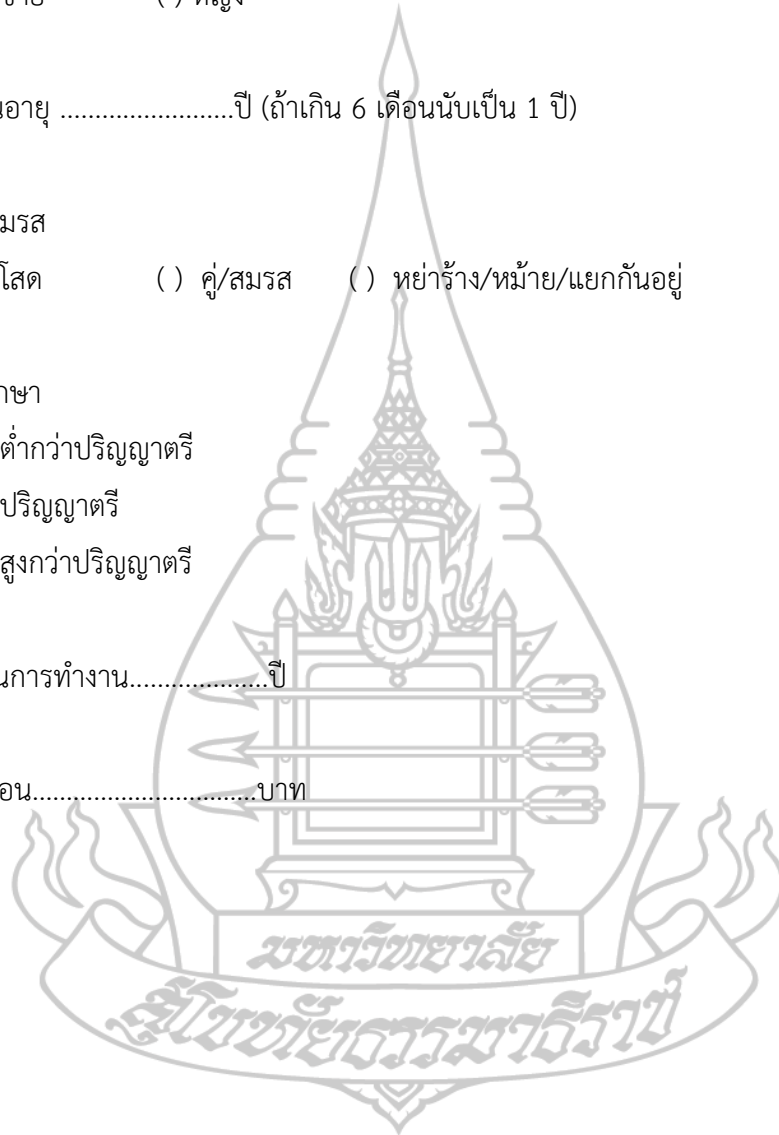 ( ) หญิง
นอายุ .........................ปี (ถ้าเกิน 6 เดือนนับเป็น 1 ปี)
มรส
โสด ( ) คู่/สมรส ( ) หย่าร้าง/หม้าย/แยกกันอยู่
กษา
ต่ำกว่าปริญญาตรี
ปริญญาตรี
สูงกว่าปริญญาตรี
นการทำงาน....................ปี
อน.................................บาท
มหาวิทยาลัย
สุโขทัยธรรมาธิราช